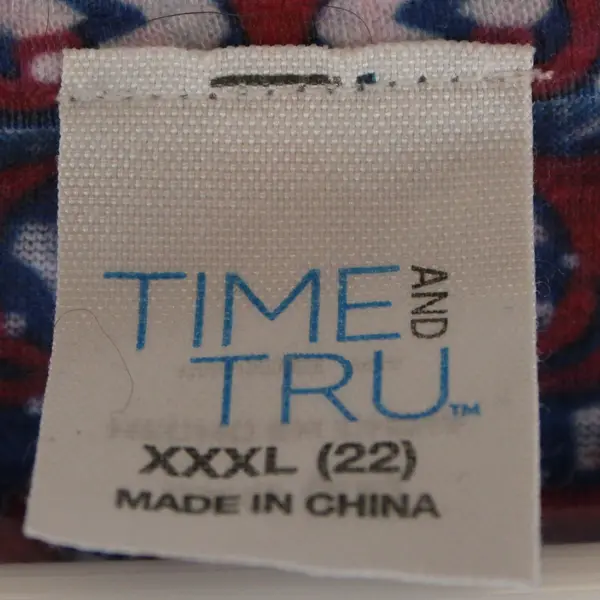 TIME AND
TRU™
XXXL (22)
MADE IN CHINA